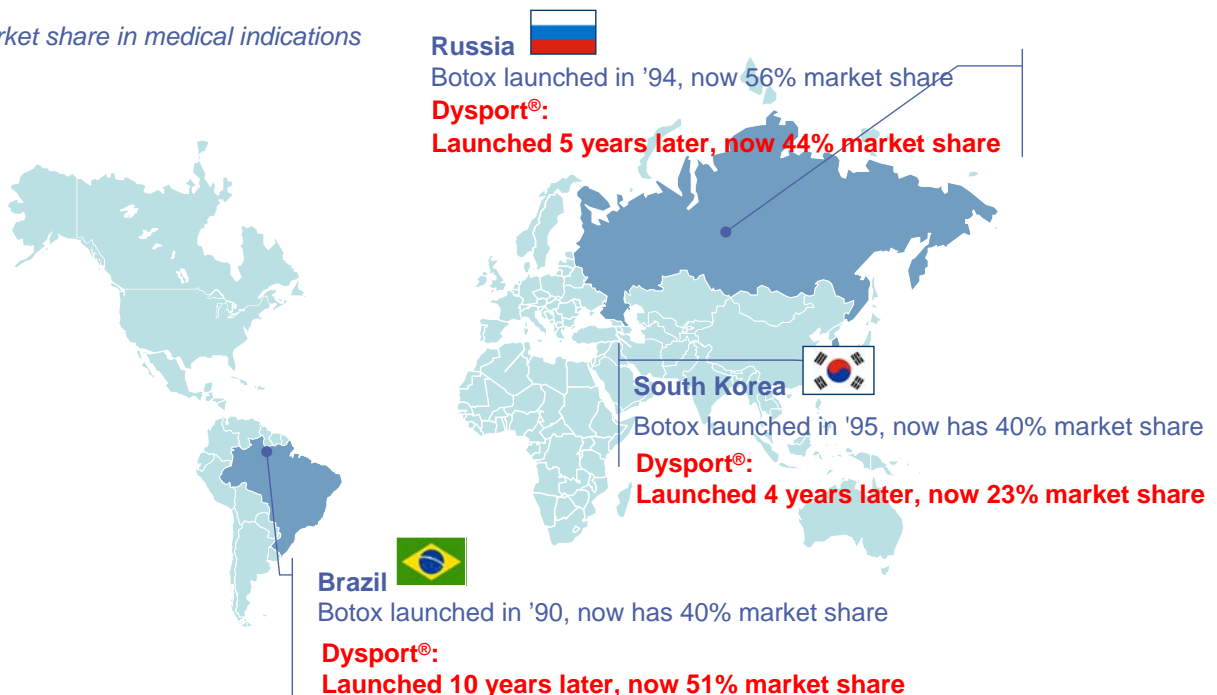 market share in medical indications
Russia
Botox launched in ’94, now 56% market share
Dysport®:
Launched 5 years later, now 44% market share
South Korea
Botox launched in '95, now has 40% market share
Dysport®:
Launched 4 years later, now 23% market share
Brazil
Botox launched in ’90, now has 40% market share
Dysport®:
Launched 10 years later, now 51% market share